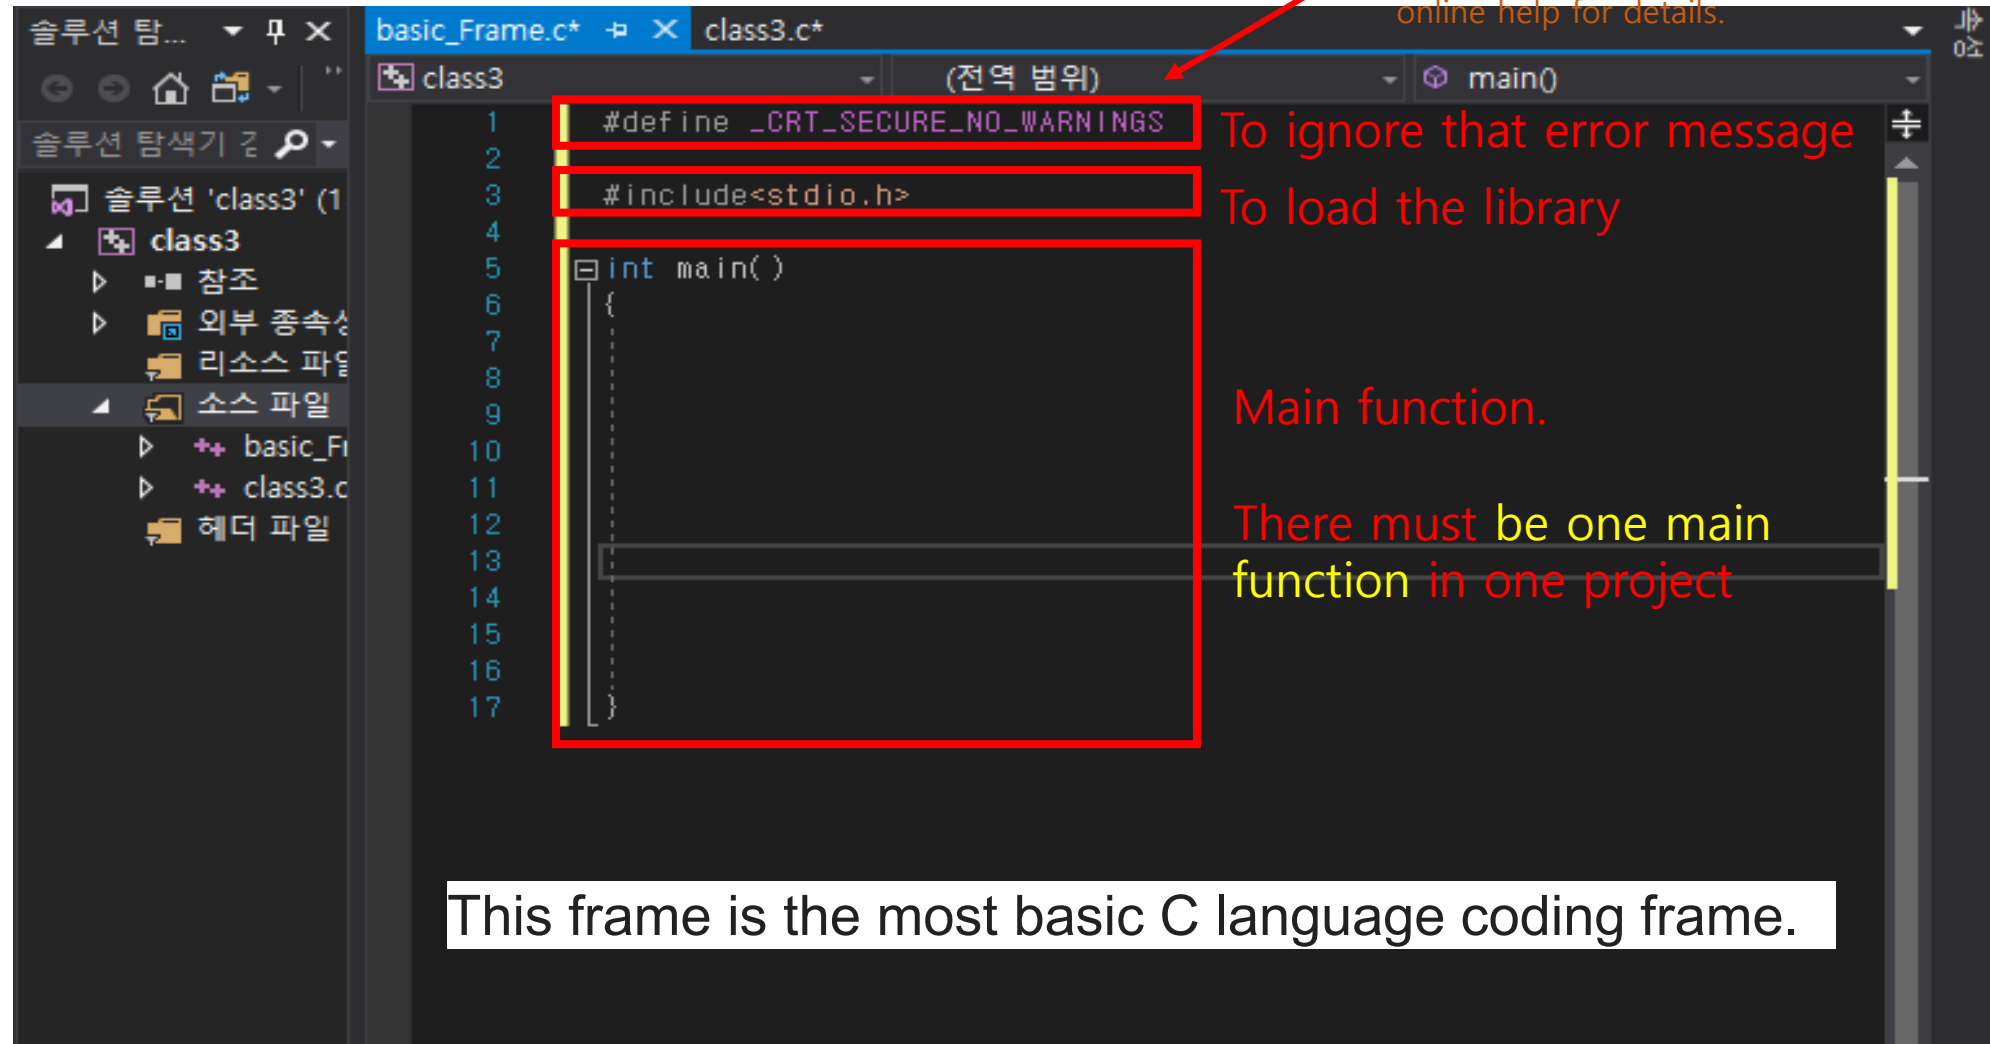 online help for details.
솔루션 탐...
basic_Frame.c*
class3.c*
속성
class3
(전역 범위)
main()
솔루션 탐색기
솔루션 'class3' (1
class3
참조
외부 종속성
리소스 파일
소스 파일
basic_Fr
class3.c
헤더 파일
1 #define _CRT_SECURE_NO_WARNINGS
2
3 #include<stdio.h>
4
5 int main()
6 {
7
8
9
10
11
12
13
14
15
16
17 }
To ignore that error message
To load the library
Main function.
There must be one main
function in one project
This frame is the most basic C language coding frame.